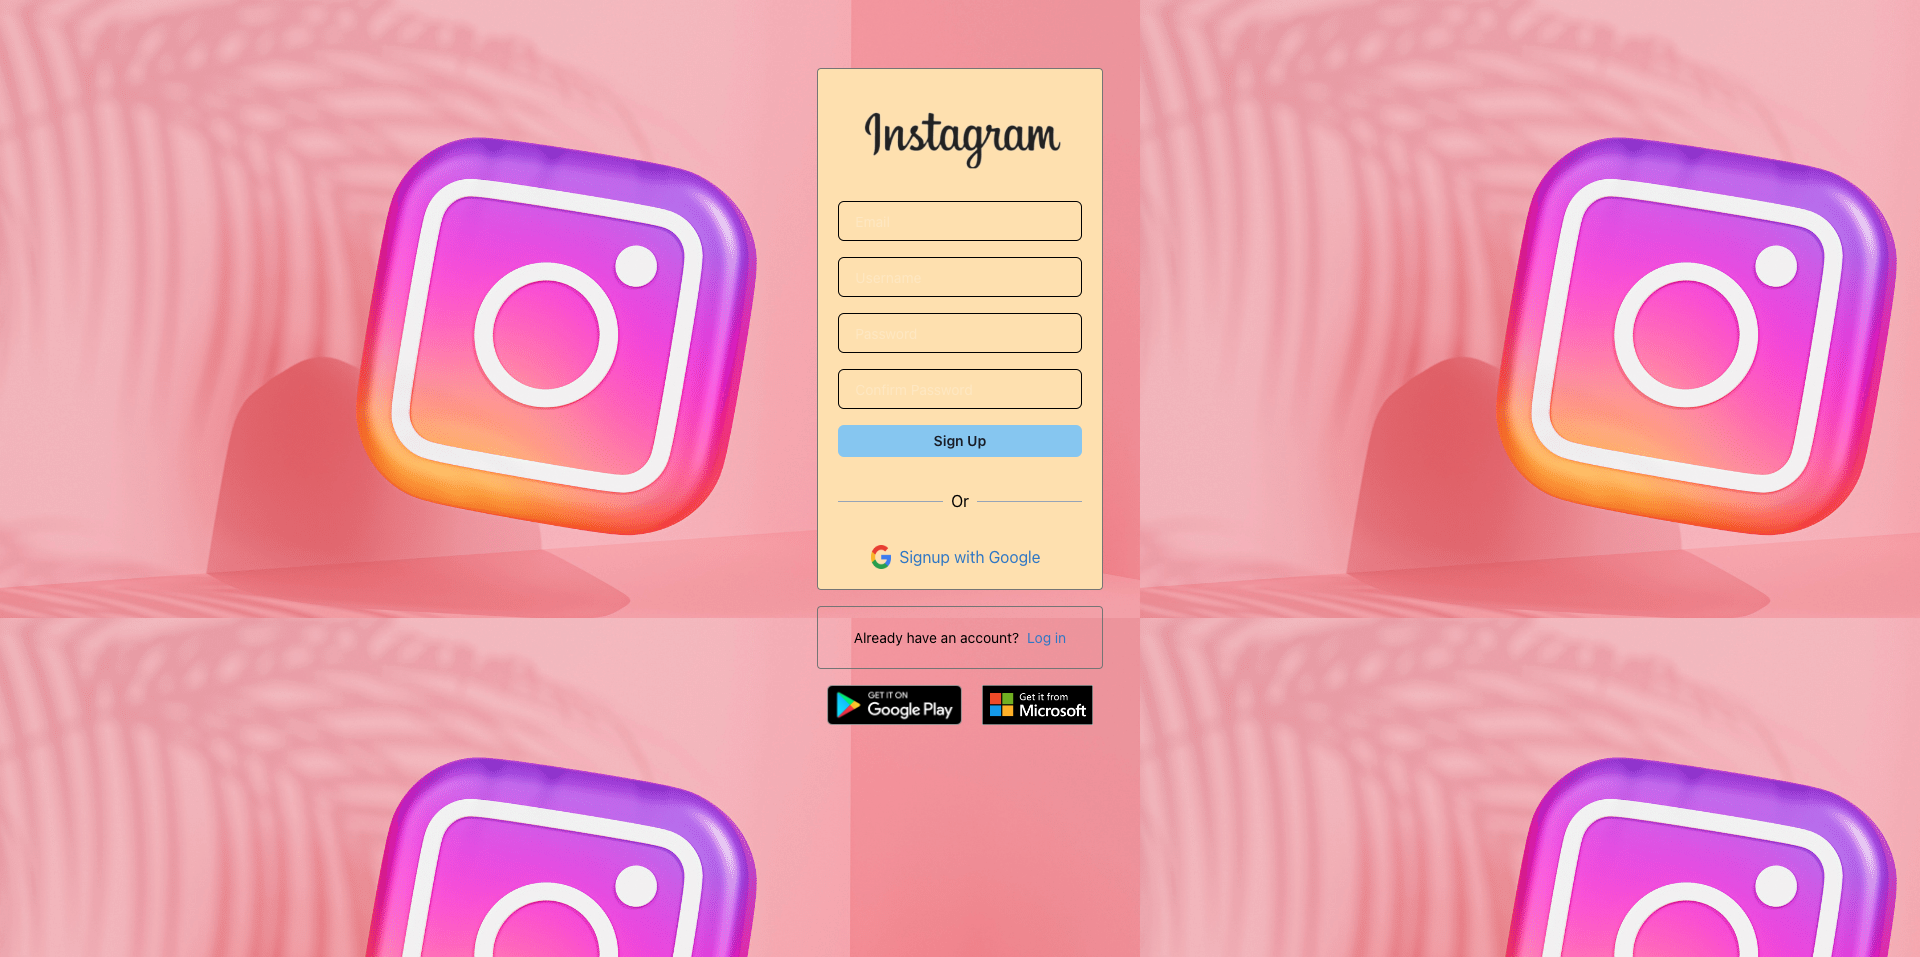 Instagram
Email
Username
Password
Confirm Password
Sign Up
Or
Signup with Google
Already have an account? Log in
GET IT ON
Google Play
Get it from
Microsoft